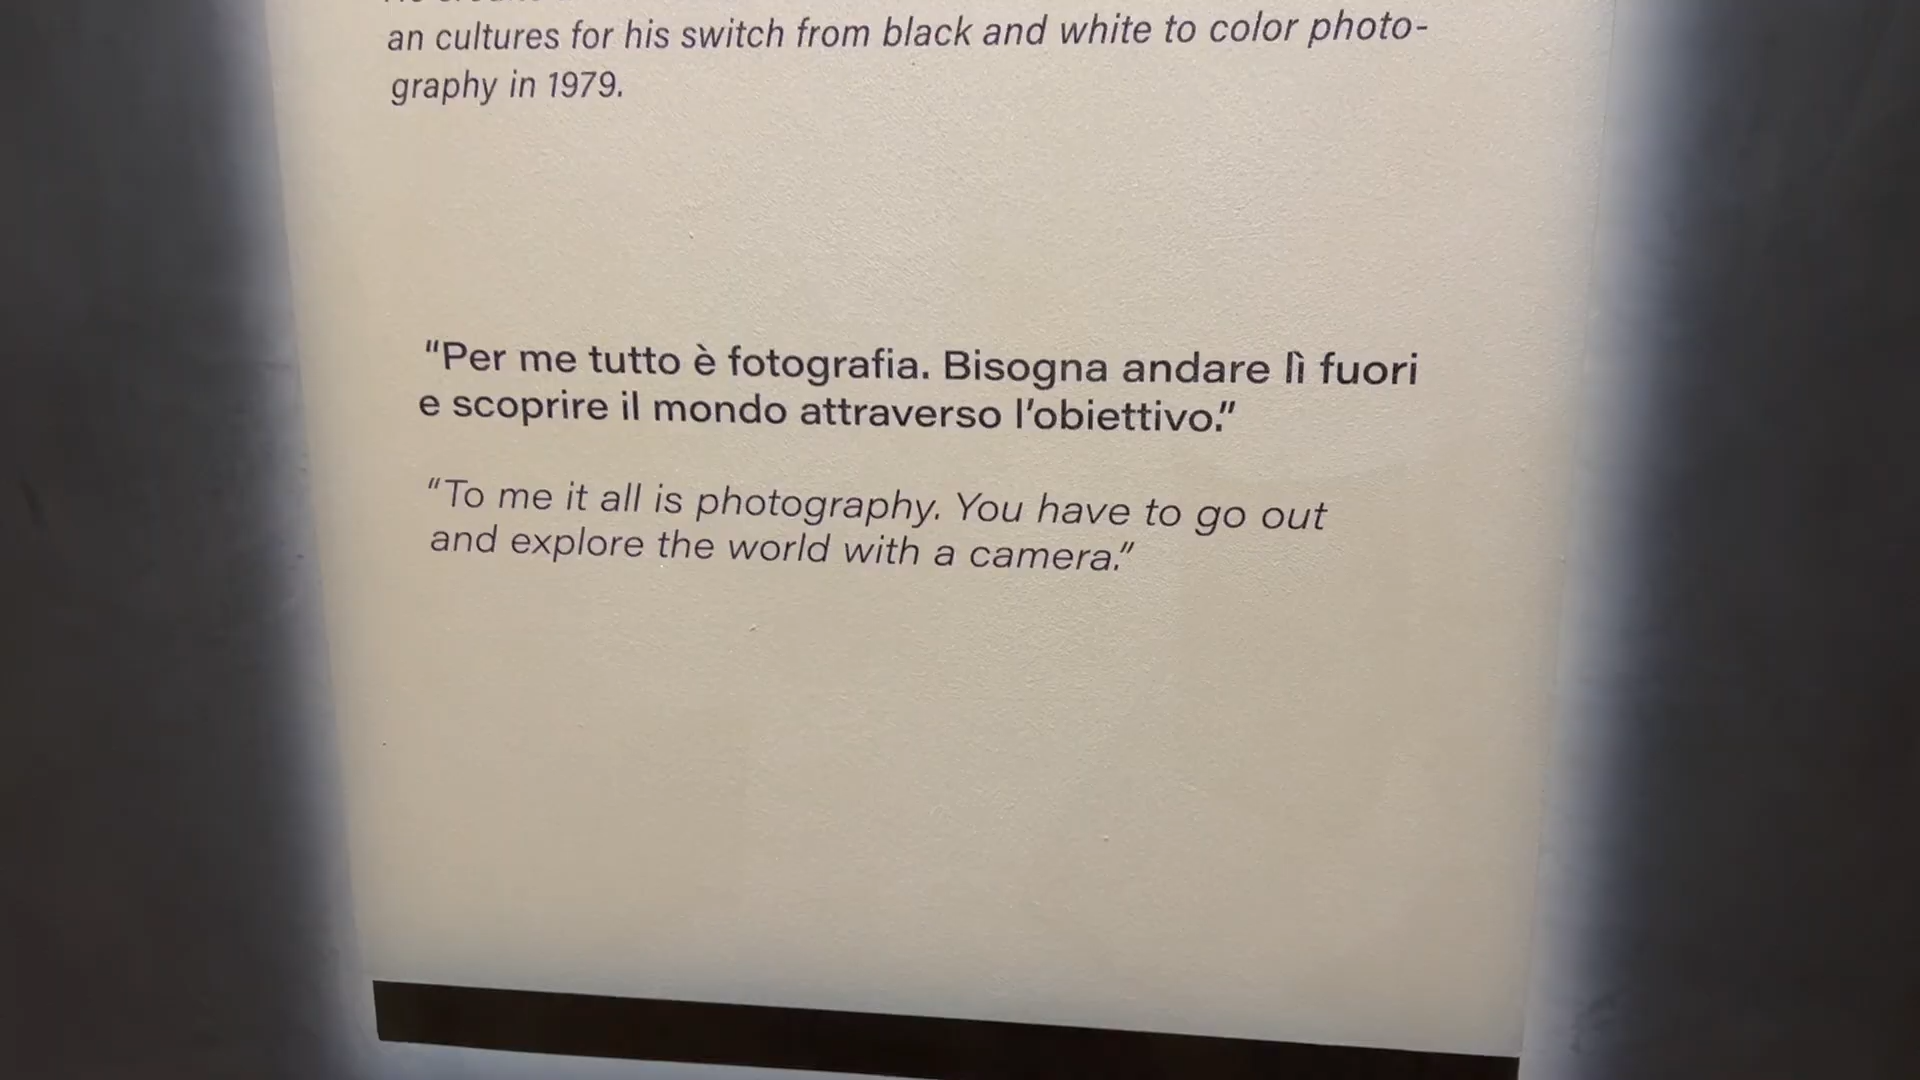 an cultures for his switch from black and white to color photo-
graphy in 1979.
“Per me tutto è fotografia. Bisogna andare lì fuori
e scoprire il mondo attraverso l’obiettivo.”
“To me it all is photography. You have to go out
and explore the world with a camera.”